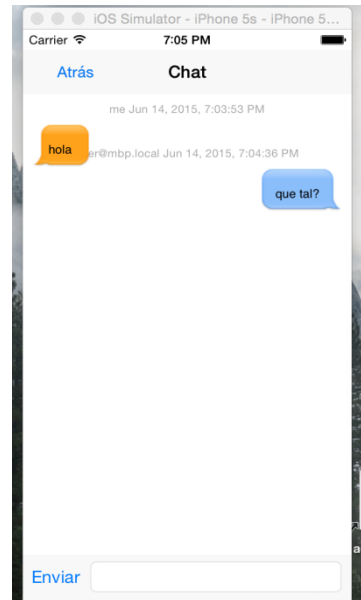 iOS Simulator - iPhone 5s - iPhone 5...
Carrier 7:05 PM
Atrás Chat
me Jun 14, 2015, 7:03:53 PM
hola
er@mbp.local Jun 14, 2015, 7:04:36 PM
que tal?
a
Enviar